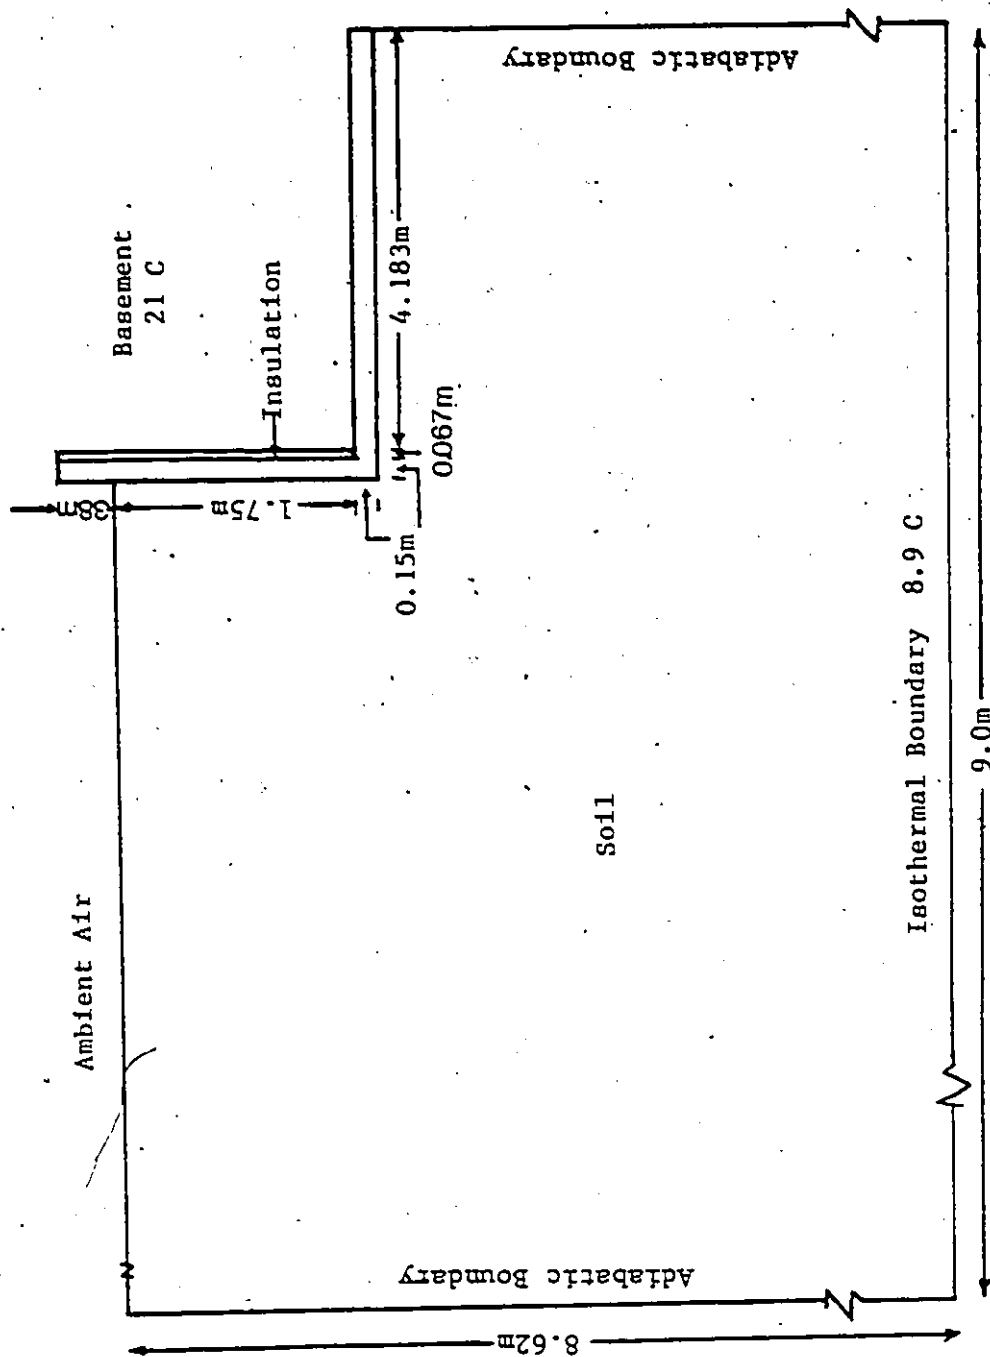 Ambient Air
Basement
21 C
Insulation
38m
1.75m
0.15m
0.067m
4.183m
Adiabatic Boundary
Soil
Adiabatic Boundary
Isothermal Boundary 8.9 C
8.62m
9.0m